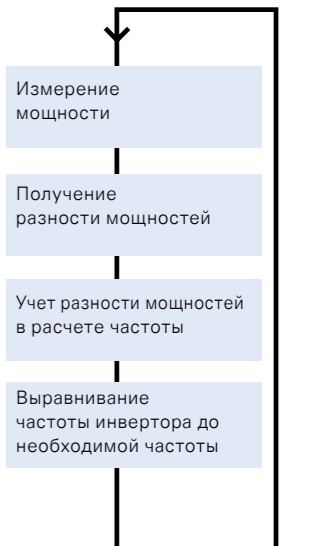 Измерение
мощности
Получение
разности мощностей
Учет разности мощностей
в расчете частоты
Выравнивание
частоты инвертора до
необходимой частоты